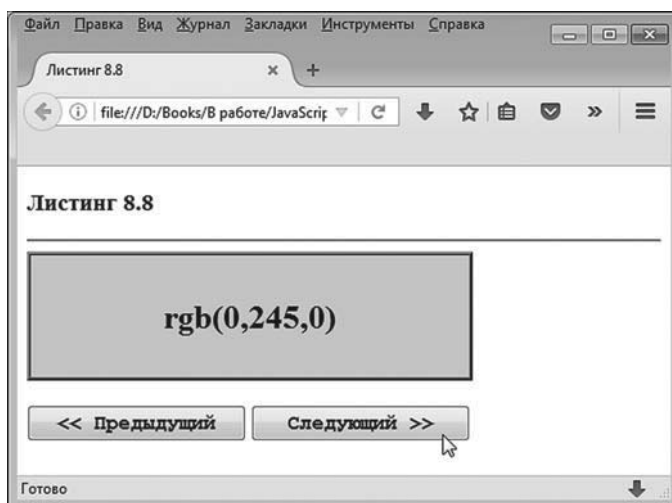 Файл Правка Вид Журнал Закладки Инструменты Справка
Листинг 8.8 × +
file:///D:/Books/В работе/JavaScrip
Листинг 8.8
rgb(0,245,0)
<< Предыдущий Следующий >>
Готово